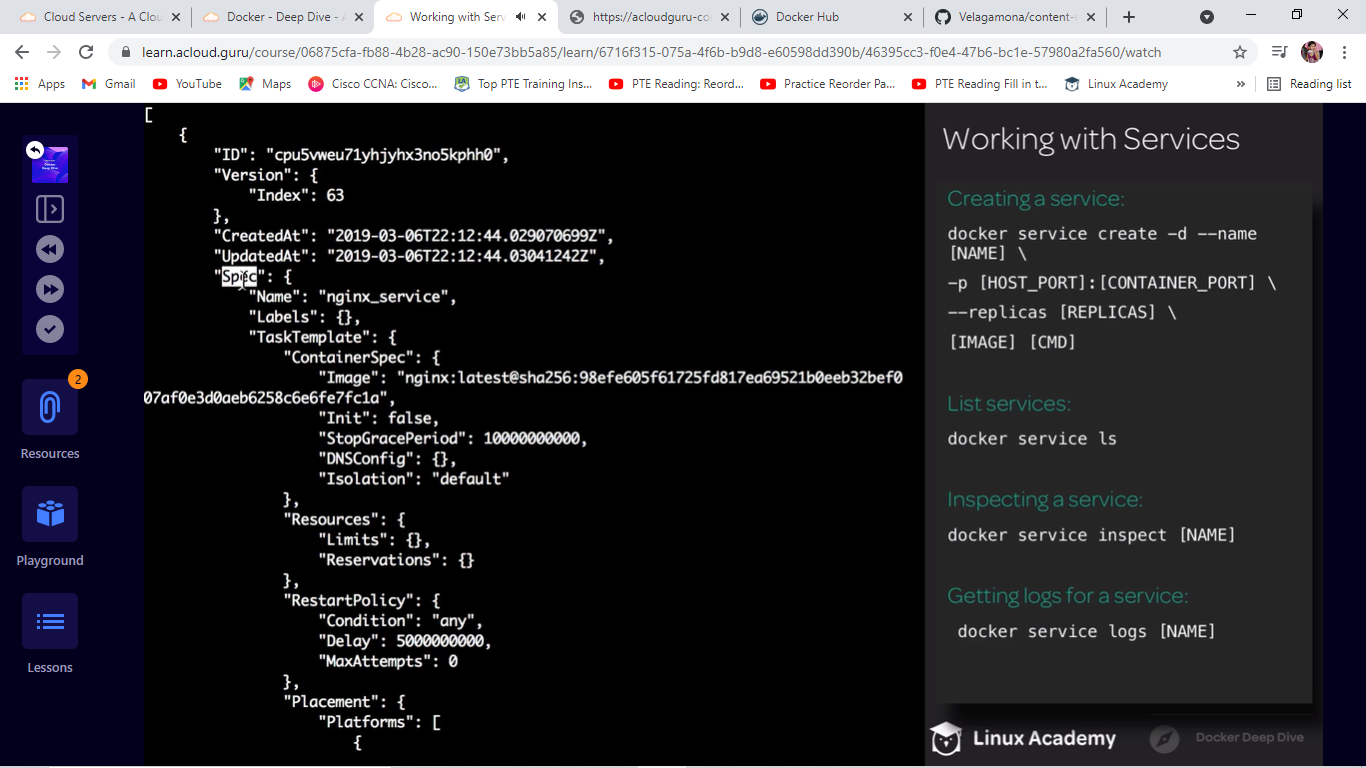 Cloud Servers - A Clou
Docker - Deep Dive - A
Working with Serv
https://acloudguru-co
Docker Hub
Velagamona/content-
learn.acloud.guru/course/06875cfa-fb88-4b28-ac90-150e73bb5a85/learn/6716f315-075a-4f6b-b9d8-e60598dd390b/46395cc3-f0e4-47b6-bc1e-57980a2fa560/watch
Apps
Gmail
YouTube
Maps
Cisco CCNA: Cisco...
Top PTE Training Ins...
PTE Reading: Reord...
Practice Reorder Pa...
PTE Reading Fill in t...
Linux Academy
»
Reading list
2
Resources
Playground
Lessons
[
{
"ID": "cpu5vweu71yhjyhx3no5kphh0",
"Version": {
"Index": 63
},
"CreatedAt": "2019-03-06T22:12:44.029070699Z",
"UpdatedAt": "2019-03-06T22:12:44.03041242Z",
"Spec": {
"Name": "nginx_service",
"Labels": {},
"TaskTemplate": {
"ContainerSpec": {
"Image": "nginx:latest@sha256:98efe605f61725fd817ea69521b0eeb32bef0
07af0e3d0aeb6258c6e6fe7fc1a",
"Init": false,
"StopGracePeriod": 10000000000,
"DNSConfig": {},
"Isolation": "default"
},
"Resources": {
"Limits": {},
"Reservations": {}
},
"RestartPolicy": {
"Condition": "any",
"Delay": 5000000000,
"MaxAttempts": 0
},
"Placement": {
"Platforms": [
{
Working with Services
Creating a service:
docker service create -d --name
[NAME] \
-p [HOST_PORT]:[CONTAINER_PORT] \
--replicas [REPLICAS] \
[IMAGE] [CMD]
List services:
docker service ls
Inspecting a service:
docker service inspect [NAME]
Getting logs for a service:
docker service logs [NAME]
Linux Academy
Docker Deep Dive